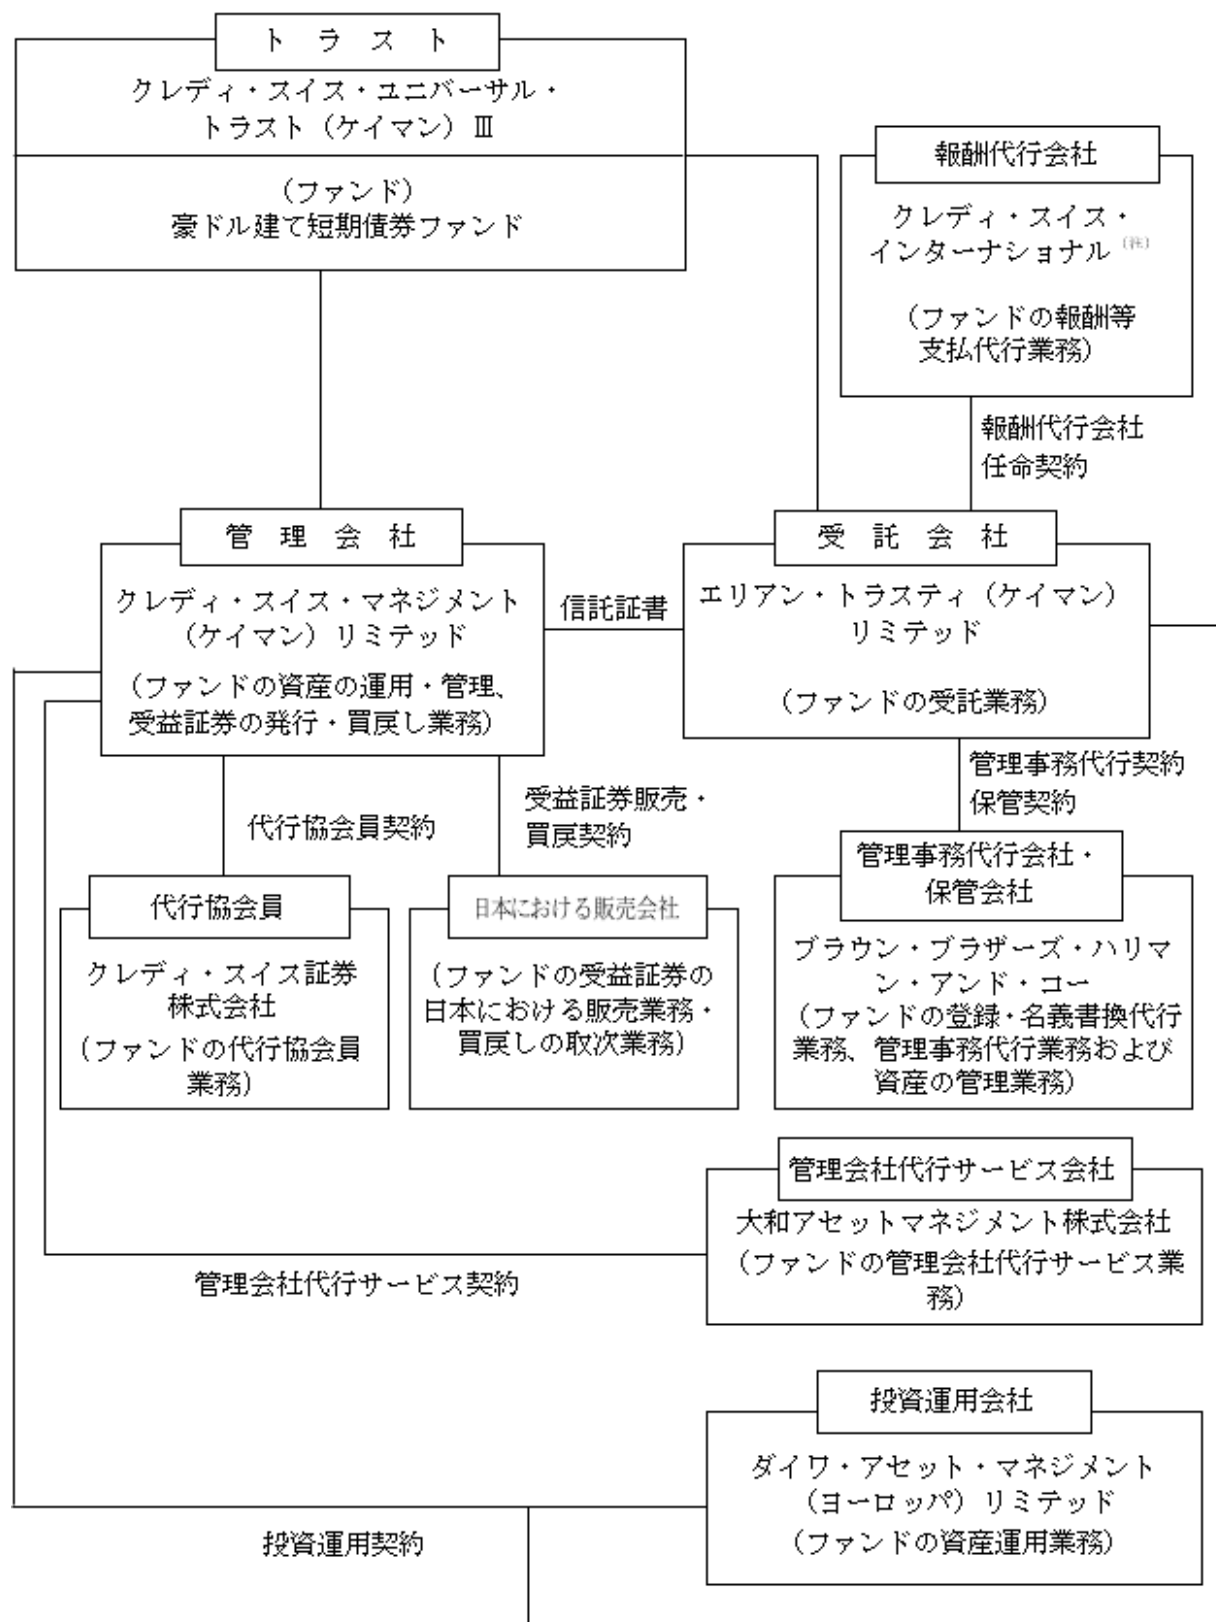 トラスト
クレディ・スイス・ユニバーサル・
トラスト（ケイマン）Ⅲ
（ファンド）
豪ドル建て短期債券ファンド
報酬代行会社
クレディ・スイス・
インターナショナル（注）
（ファンドの報酬等
支払代行業務）
報酬代行会社
任命契約
管理会社
クレディ・スイス・マネジメント
（ケイマン）リミテッド
（ファンドの資産の運用・管理、
受益証券の発行・買戻し業務）
信託証書
受託会社
エリアン・トラスティ（ケイマン）
リミテッド
（ファンドの受託業務）
代行協会員契約
受益証券販売・
買戻契約
管理事務代行契約
保管契約
代行協会員
クレディ・スイス証券
株式会社
（ファンドの代行協会員
業務）
日本における販売会社
（ファンドの受益証券の
日本における販売業務・
買戻しの取次業務）
管理事務代行会社・
保管会社
ブラウン・ブラザーズ・ハリマ
ン・アンド・コー
（ファンドの登録・名義書換代行
業務、管理事務代行業務および
資産の管理業務）
管理会社代行サービス会社
大和アセットマネジメント株式会社
（ファンドの管理会社代行サービス業
務）
管理会社代行サービス契約
投資運用会社
ダイワ・アセット・マネジメント
（ヨーロッパ）リミテッド
（ファンドの資産運用業務）
投資運用契約